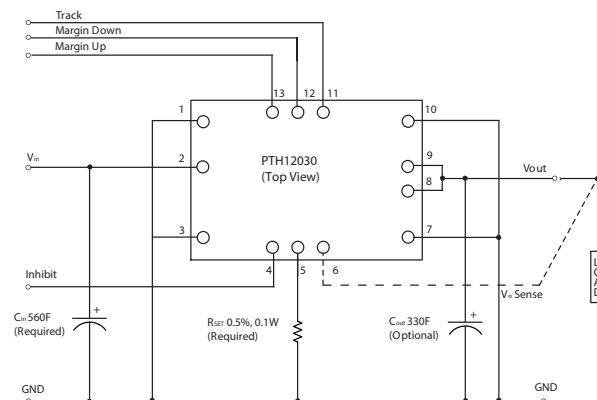 Track
Margin Down
Margin Up
13 12 11
1
10
2
9
8
PTH12030
(Top View)
Vin
Vout
3
7
4 5 6
Inhibit
Vo Sense
LOAD
Cin 560F
(Required)
RSET 0.5%, 0.1W
(Required)
Cout 330F
(Optional)
+
+
GND
GND